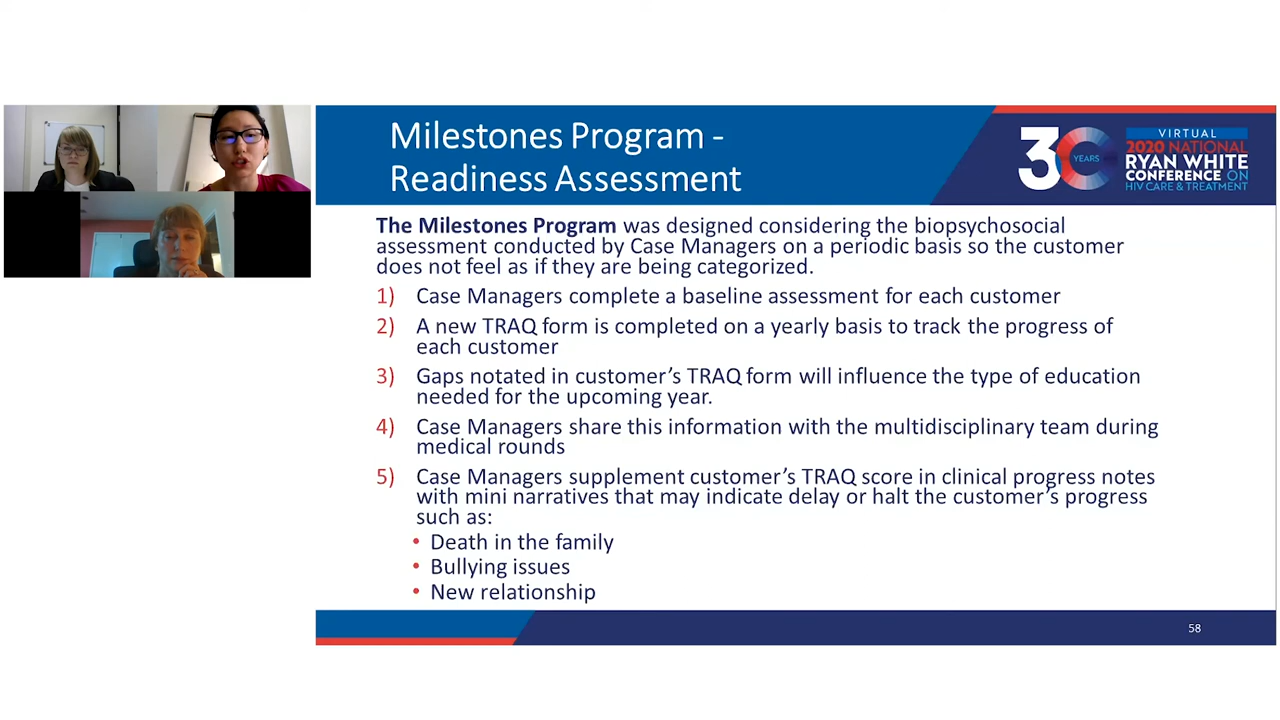 Milestones Program -
Readiness Assessment
30
YEARS
VIRTUAL
2020 NATIONAL
RYAN WHITE
CONFERENCE ON
HIV CARE & TREATMENT
The Milestones Program was designed considering the biopsychosocial
assessment conducted by Case Managers on a periodic basis so the customer
does not feel as if they are being categorized.
1) Case Managers complete a baseline assessment for each customer
2) A new TRAQ form is completed on a yearly basis to track the progress of
each customer
3) Gaps notated in customer's TRAQ form will influence the type of education
needed for the upcoming year.
4) Case Managers share this information with the multidisciplinary team during
medical rounds
5) Case Managers supplement customer's TRAQ score in clinical progress notes
with mini narratives that may indicate delay or halt the customer's progress
such as:
• Death in the family
• Bullying issues
• New relationship
58